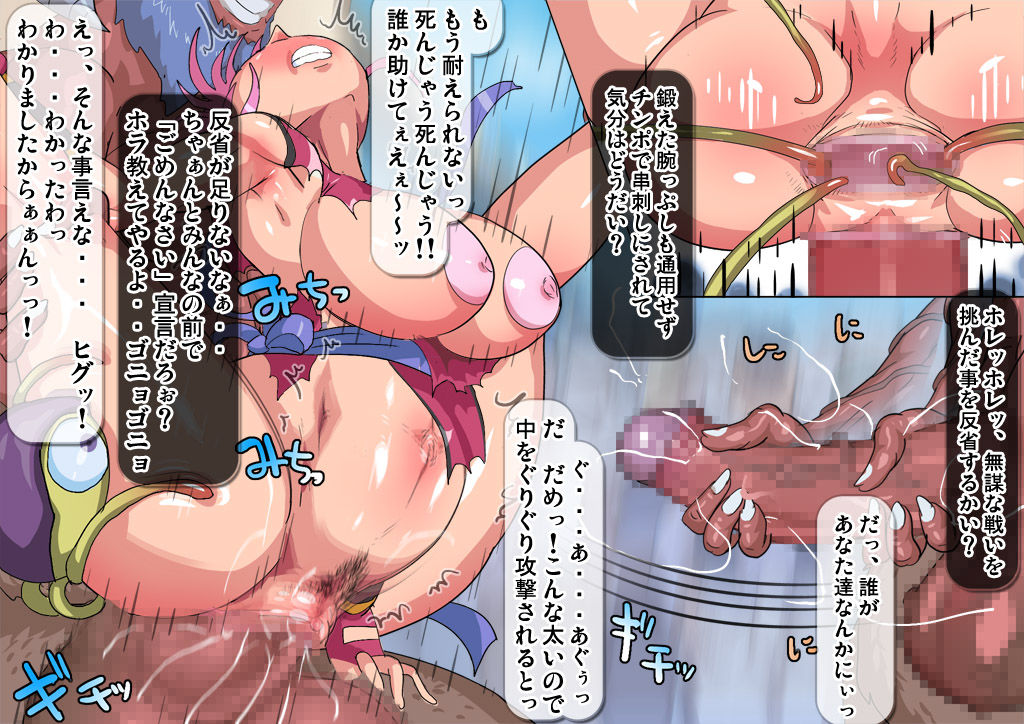 ホレッホレッ、無謀な戦いを
挑んだ事を反省するかい？
だっ、誰が
あなた達なんかにぃっ
鍛えた腕っぷしも通用せず
チンポで串刺しにされて
気分はどうだい？
ぐ・・・あ・・・あぐぅっ
だ　だめっ！こんな太いので
中をぐりぐり攻撃されるとっ
も
もう耐えられないっ
死んじゃう死んじゃう!!
誰か助けてぇえぇ～～ッ
反省が足りないなぁ・・
ちゃぁんとみんなの前で
「ごめんなさい」宣言だろぉ？
ホラ教えてやるよ・・ゴニョゴニョ
えっ、そんな事言えな・・・　ヒグッ！
わ・・・わかったわっ
わかりましたからぁぁんっっ！
に
しこっ
に
に
ギチッ
みちっ
みちっ
ギチッ